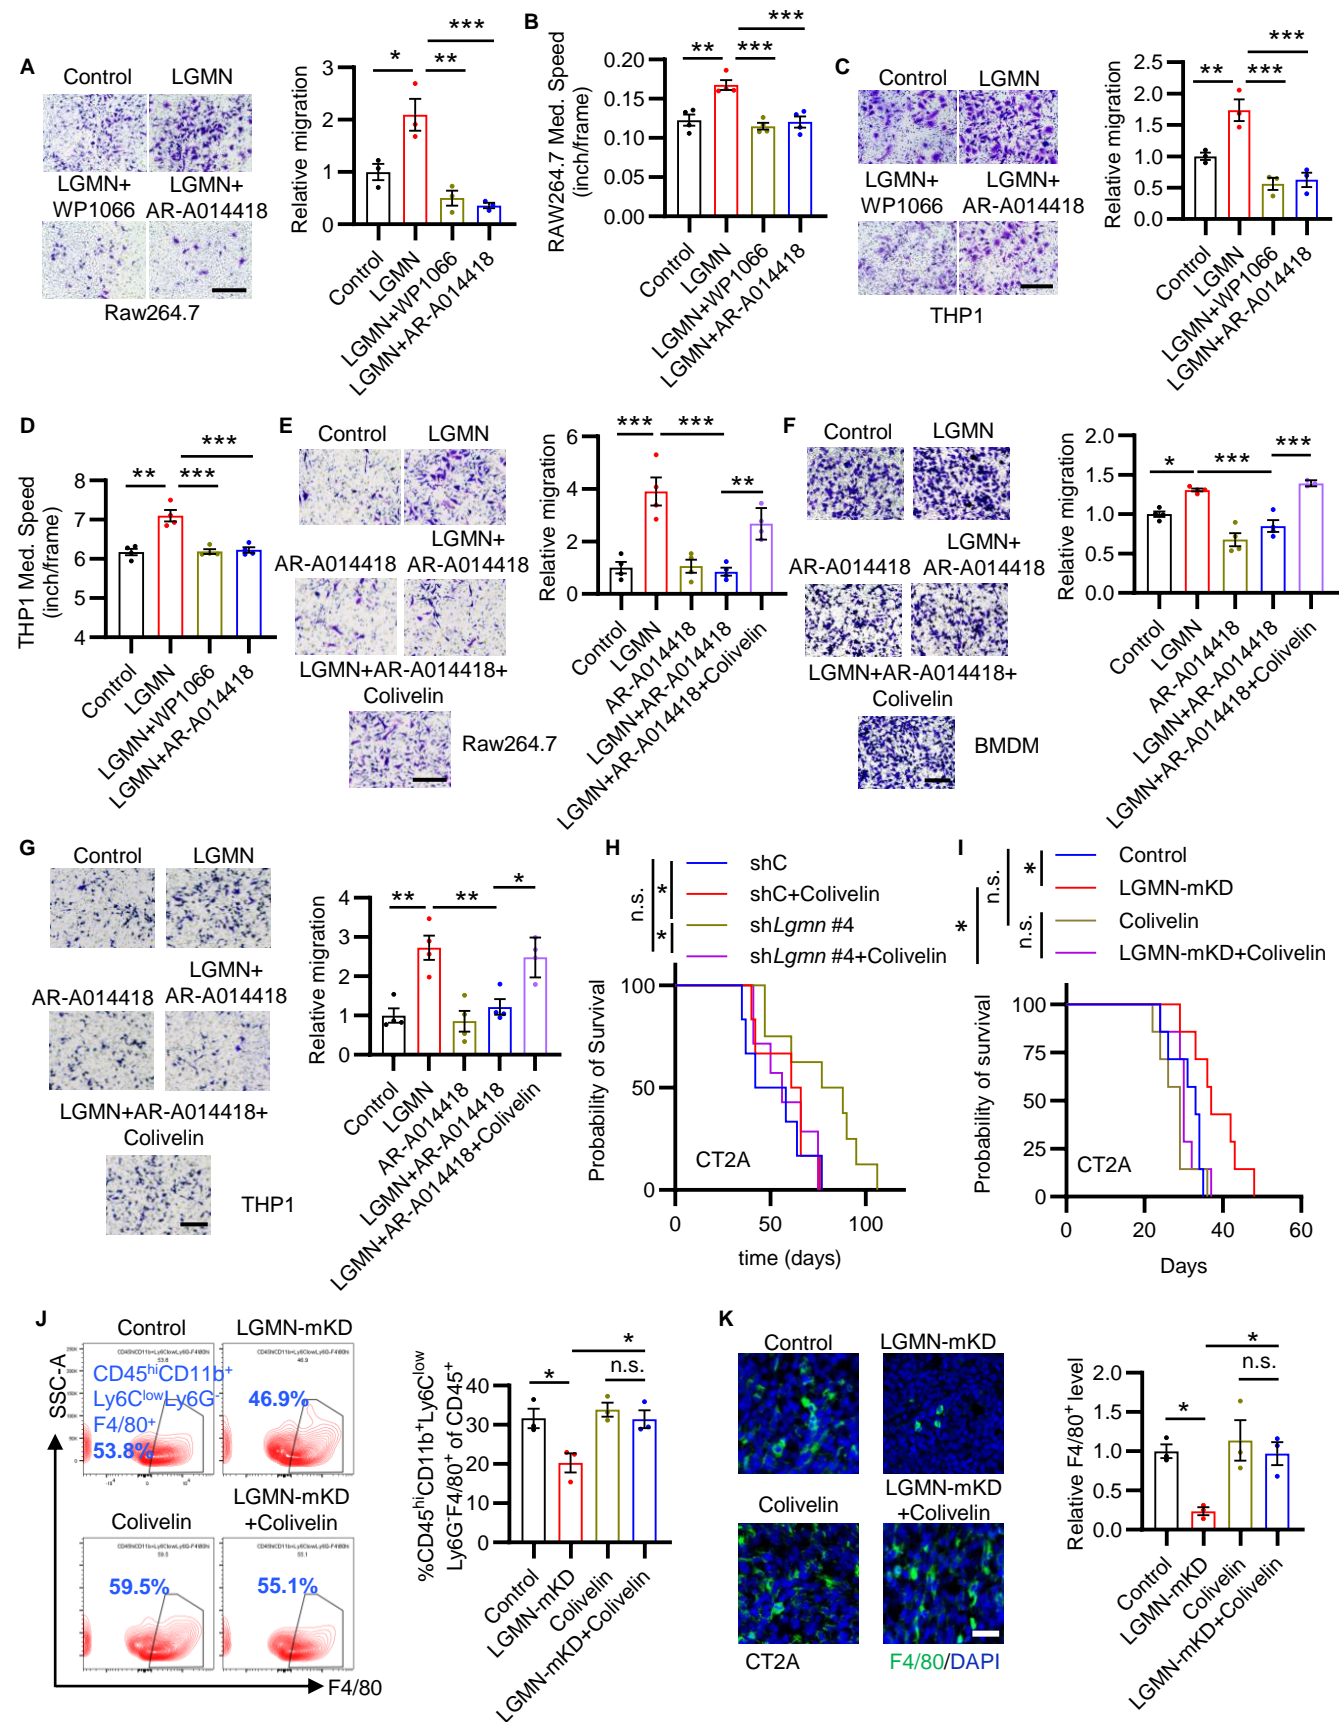 A
Control
LGMN
LGMN+
WP1066
LGMN+
AR-A014418
Raw264.7
Relative migration
3
2
1
0
*
**
***
Control
LGMN
LGMN+WP1066
LGMN+AR-A014418
B
RAW264.7 Med. Speed
(inch/frame)
0.20
0.15
0.10
0.05
0.00
**
***
***
Control
LGMN
LGMN+WP1066
LGMN+AR-A014418
C
Control
LGMN
LGMN+
WP1066
LGMN+
AR-A014418
THP1
Relative migration
2.5
2.0
1.5
1.0
0.5
0.0
**
***
***
Control
LGMN
LGMN+WP1066
LGMN+AR-A014418
D
THP1 Med. Speed
(inch/frame)
8
7
6
5
4
**
***
***
Control
LGMN
LGMN+WP1066
LGMN+AR-A014418
E
Control
LGMN
AR-A014418
LGMN+
AR-A014418
LGMN+AR-A014418+
Colivelin
Raw264.7
Relative migration
6
4
2
0
***
***
**
Control
LGMN
AR-A014418
LGMN+AR-A014418
LGMN+AR-A014418+Colivelin
F
Control
LGMN
AR-A014418
LGMN+
AR-A014418
LGMN+AR-A014418+
Colivelin
BMDM
Relative migration
2.0
1.5
1.0
0.5
0.0
*
***
***
Control
LGMN
AR-A014418
LGMN+AR-A014418
LGMN+AR-A014418+Colivelin
G
Control
LGMN
AR-A014418
LGMN+
AR-A014418
LGMN+AR-A014418+
Colivelin
THP1
Relative migration
4
3
2
1
0
**
**
*
Control
LGMN
AR-A014418
LGMN+AR-A014418
LGMN+AR-A014418+Colivelin
H
n.s.
*
*
shC
shC+Colivelin
shLgmn #4
shLgmn #4+Colivelin
Probability of Survival
100
50
0
CT2A
0
50
100
time (days)
I
*
n.s.
*
n.s.
Control
LGMN-mKD
Colivelin
LGMN-mKD+Colivelin
Probability of survival
100
75
50
25
0
CT2A
0
20
40
60
Days
J
Control
LGMN-mKD
SSC-A
CD45hiCD11b+
Ly6ClowLy6G-
F4/80+
53.8%
46.9%
Colivelin
LGMN-mKD
+Colivelin
59.5%
55.1%
F4/80
%CD45hiCD11b+Ly6Clow
Ly6G-F4/80+ of CD45+
40
30
20
10
0
*
*
n.s.
Control
LGMN-mKD
Colivelin
LGMN-mKD+Colivelin
K
Control
LGMN-mKD
Colivelin
LGMN-mKD
+Colivelin
CT2A
F4/80/DAPI
Relative F4/80+ level
2.0
1.5
1.0
0.5
0.0
*
*
n.s.
Control
LGMN-mKD
Colivelin
LGMN-mKD+Colivelin